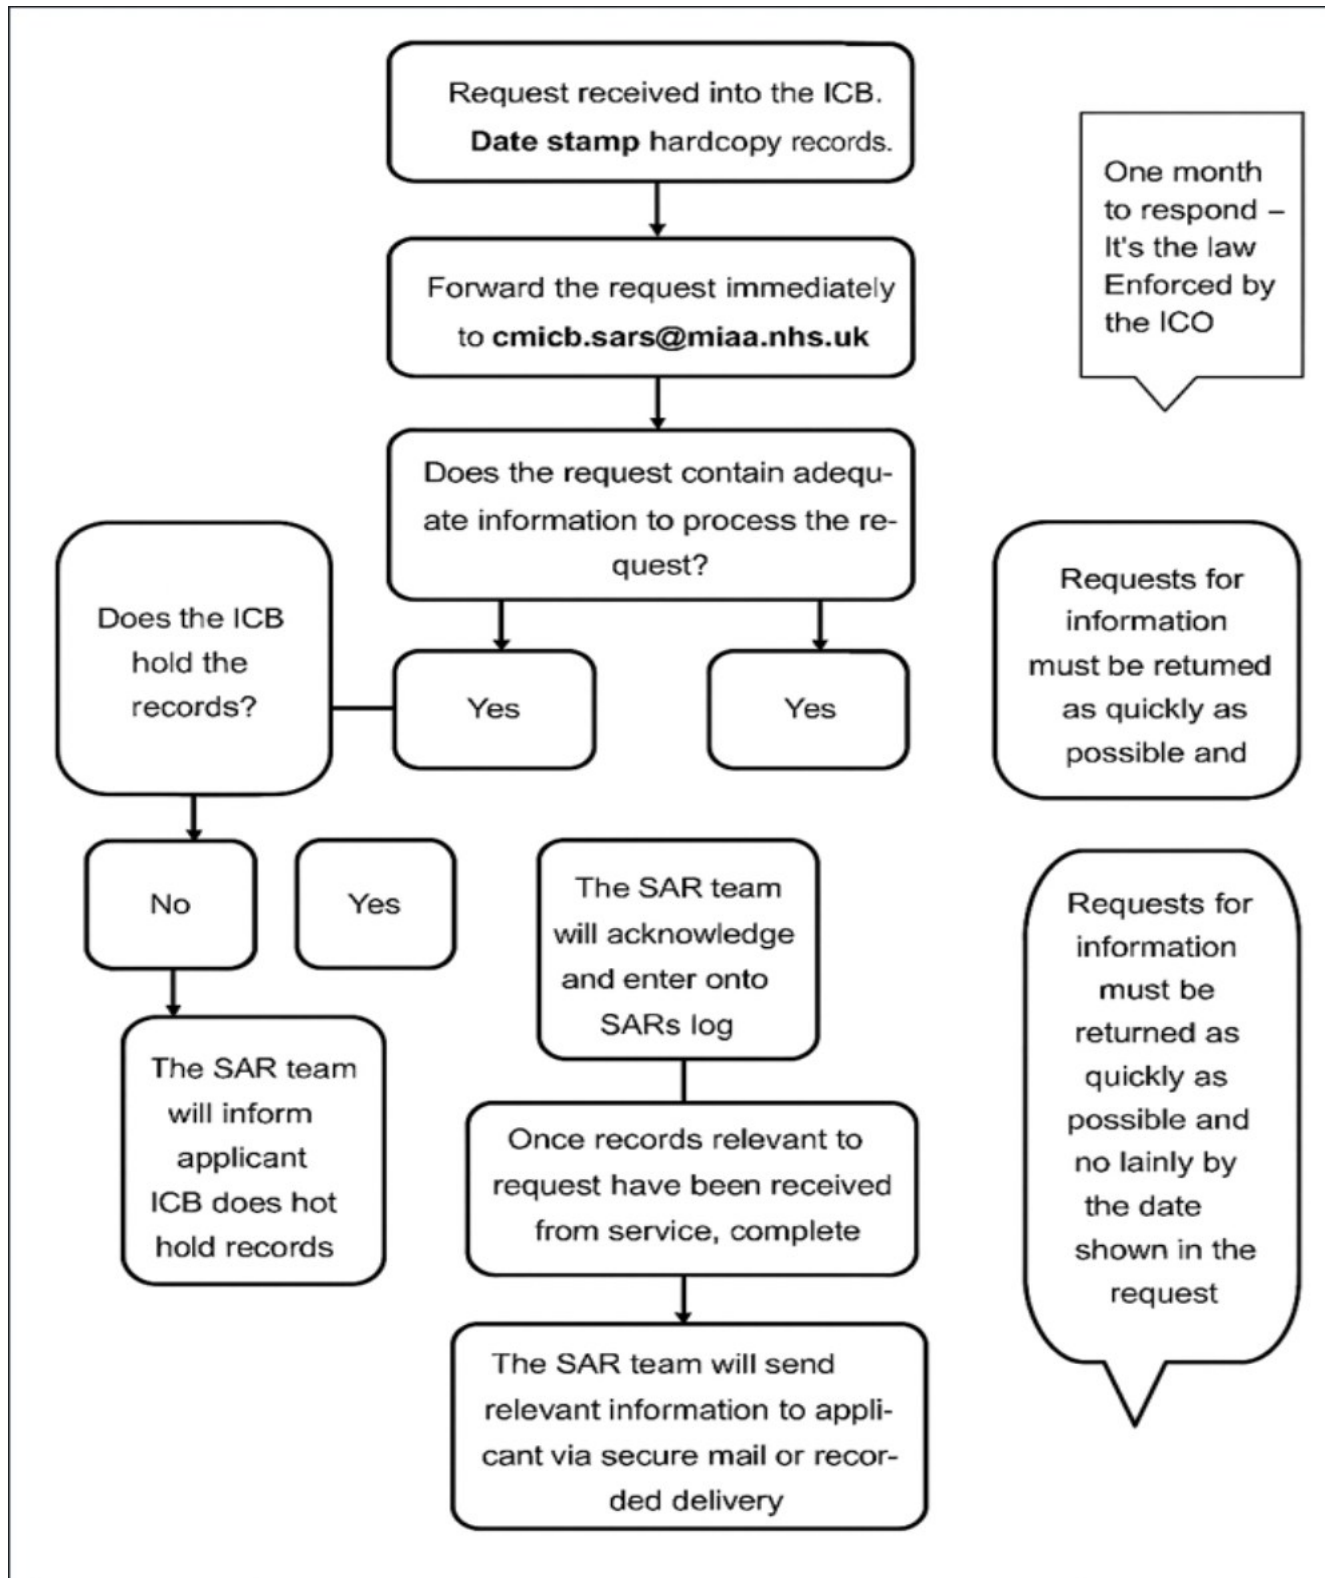 Request received into the ICB.
Date stamp hardcopy records.
One month
to respond –
It's the law
Enforced by
the ICO
Forward the request immediately
to cmicb.sars@miaa.nhs.uk
Does the request contain adequ-
ate information to process the re-
quest?
Does the ICB
hold the
records?
Yes
Yes
Requests for
information
must be retumed
as quickly as
possible and
No
Yes
The SAR team
will acknowledge
and enter onto
SARs log
Requests for
information
must be
returned as
quickly as
possible and
no lainly by
the date
shown in the
request
The SAR team
will inform
applicant
ICB does hot
hold records
Once records relevant to
request have been received
from service, complete
The SAR team will send
relevant information to appli-
cant via secure mail or recor-
ded delivery